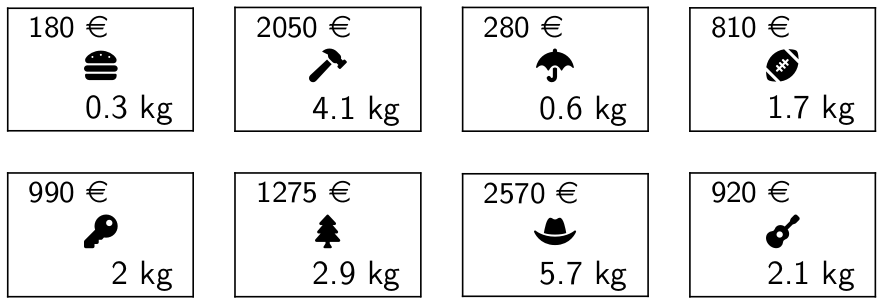 180 € 2050 € 280 € 810 €
0.3 kg 4.1 kg 0.6 kg 1.7 kg
990 € 1275 € 2570 € 920 €
2 kg 2.9 kg 5.7 kg 2.1 kg